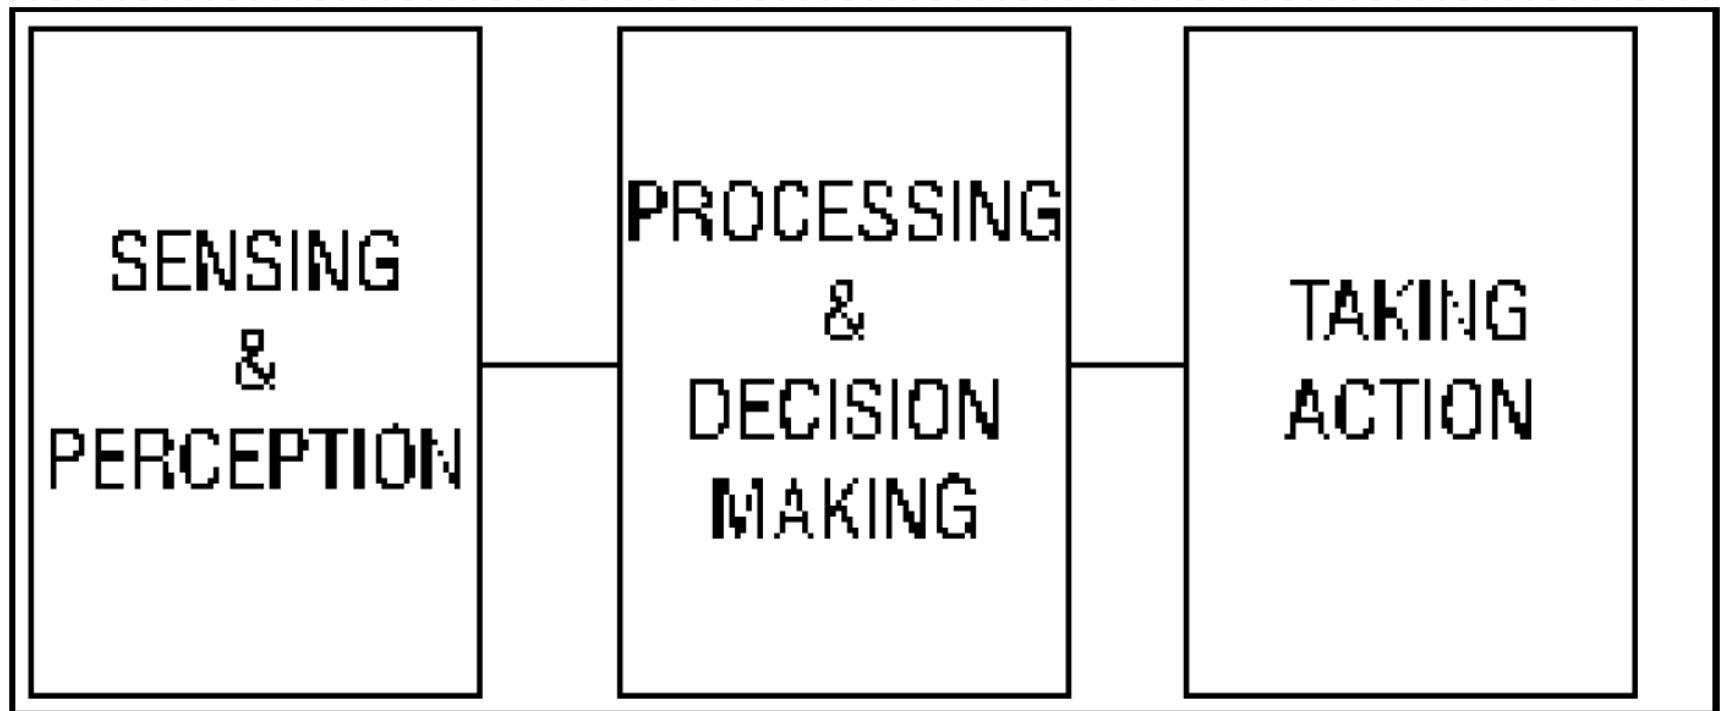 SENSING
&
PERCEPTION
PROCESSING
&
DECISION
MAKING
TAKING
ACTION